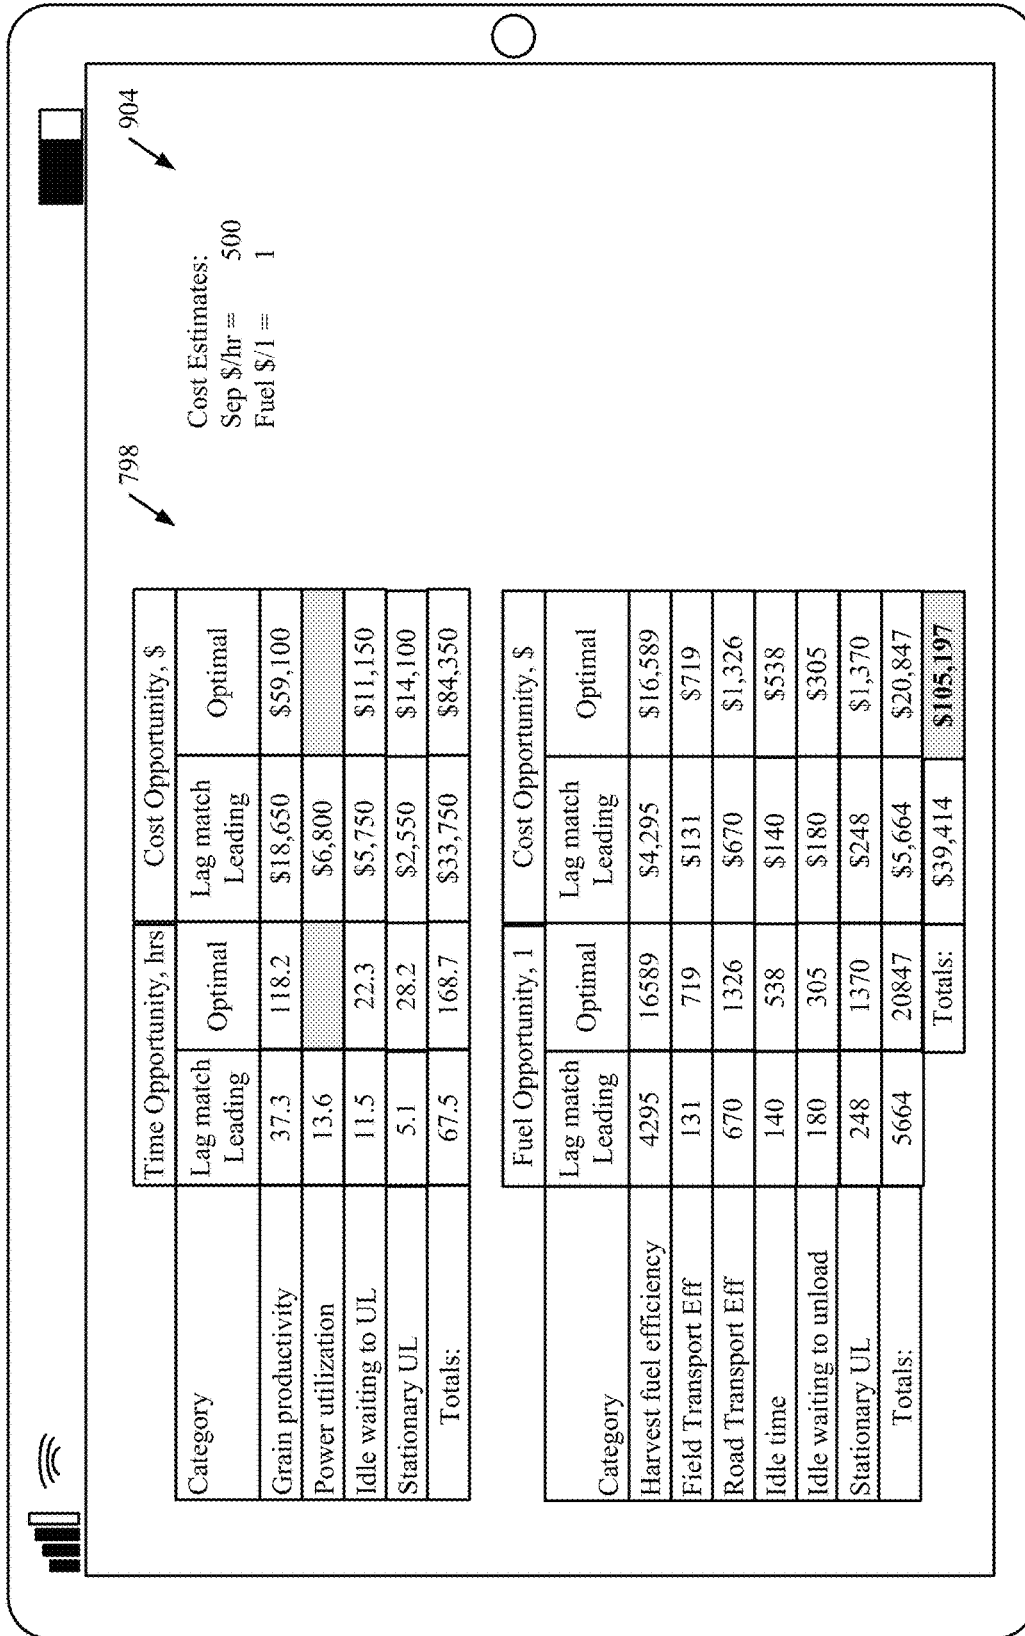 798
904
Cost Estimates:
Sep $/hr = 500
Fuel $/1 = 1
Time Opportunity, hrs Cost Opportunity, $
Category Lag match Leading Optimal Lag match Leading Optimal
Grain productivity 37.3 118.2 $18,650 $59,100
Power utilization 13.6 $6,800
Idle waiting to UL 11.5 22.3 $5,750 $11,150
Stationary UL 5.1 28.2 $2,550 $14,100
Totals: 67.5 168.7 $33,750 $84,350
Fuel Opportunity, 1 Cost Opportunity, $
Category Lag match Leading Optimal Lag match Leading Optimal
Harvest fuel efficiency 4295 16589 $4,295 $16,589
Field Transport Eff 131 719 $131 $719
Road Transport Eff 670 1326 $670 $1,326
Idle time 140 538 $140 $538
Idle waiting to unload 180 305 $180 $305
Stationary UL 248 1370 $248 $1,370
Totals: 5664 20847 $5,664 $20,847
Totals: $39,414 $105,197